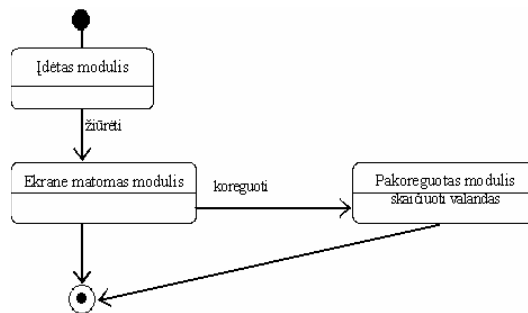 Įdėtas modulis
žiūrėti
Ekrane matomas modulis
koreguoti
Pakoreguotas modulis
skaičiuoti valandas